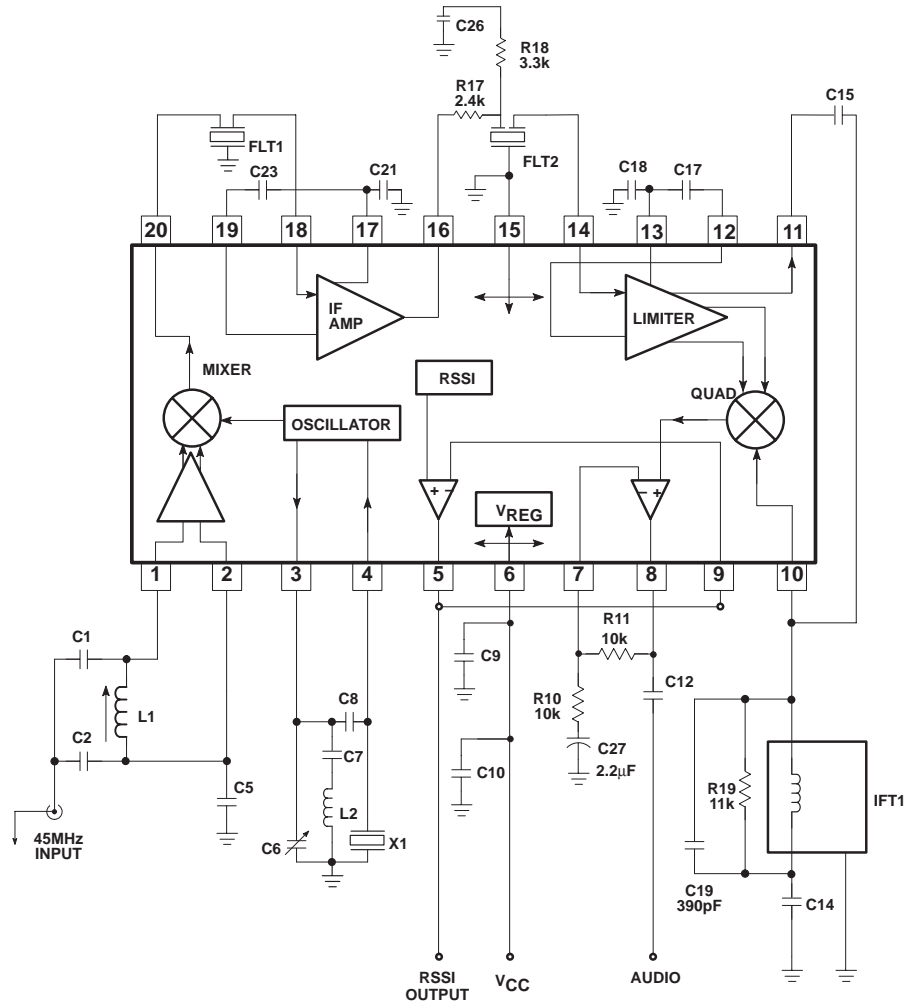 C26
R18
3.3k
R17
2.4k
C15
FLT1
FLT2
C23
C21
C18
C17
20
19
18
17
16
15
14
13
12
11
IF
AMP
LIMITER
MIXER
RSSI
QUAD
OSCILLATOR
+ −
− +
VREG
1
2
3
4
5
6
7
8
9
10
C1
L1
C2
C5
45MHz
INPUT
C8
C7
L2
C6
X1
C9
C10
R11
10k
R10
10k
C12
C27
2.2μF
R19
11k
IFT1
C19
390pF
C14
RSSI
OUTPUT
VCC
AUDIO